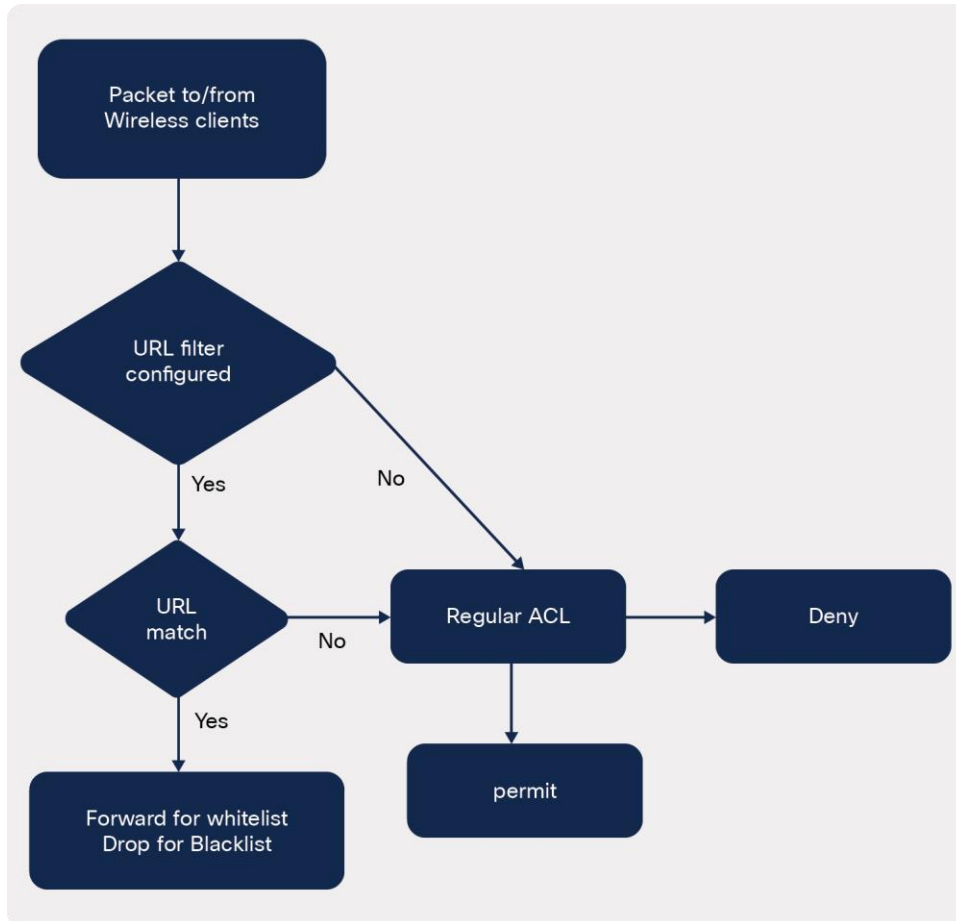 Packet to/from
Wireless clients
URL filter
configured
Yes
No
URL
match
No
Regular ACL
Deny
Yes
permit
Forward for whitelist
Drop for Blacklist